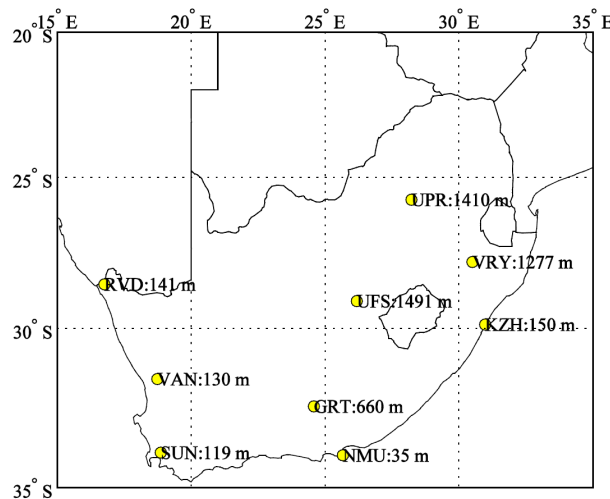 15° E 20° E 25° E 30° E 35° E
20° S
25° S
UPR:1410 m
VRY:1277 m
RVD:141 m
UFS:1491 m
KZH:150 m
30° S
VAN:130 m
GRT:660 m
SUN:119 m
NMU:35 m
35° S